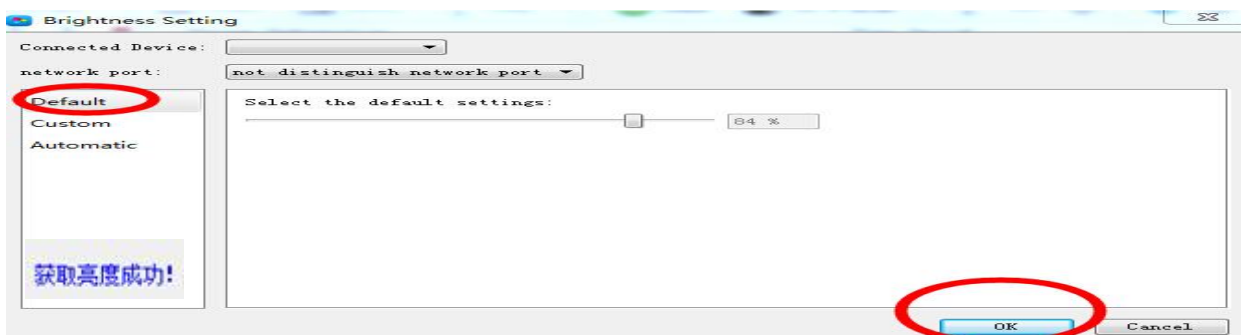 Brightness Setting
Connected Device:
network port: not distinguish network port
Default
Custom
Automatic
Select the default settings:
84 %
获取亮度成功!
OK Cancel